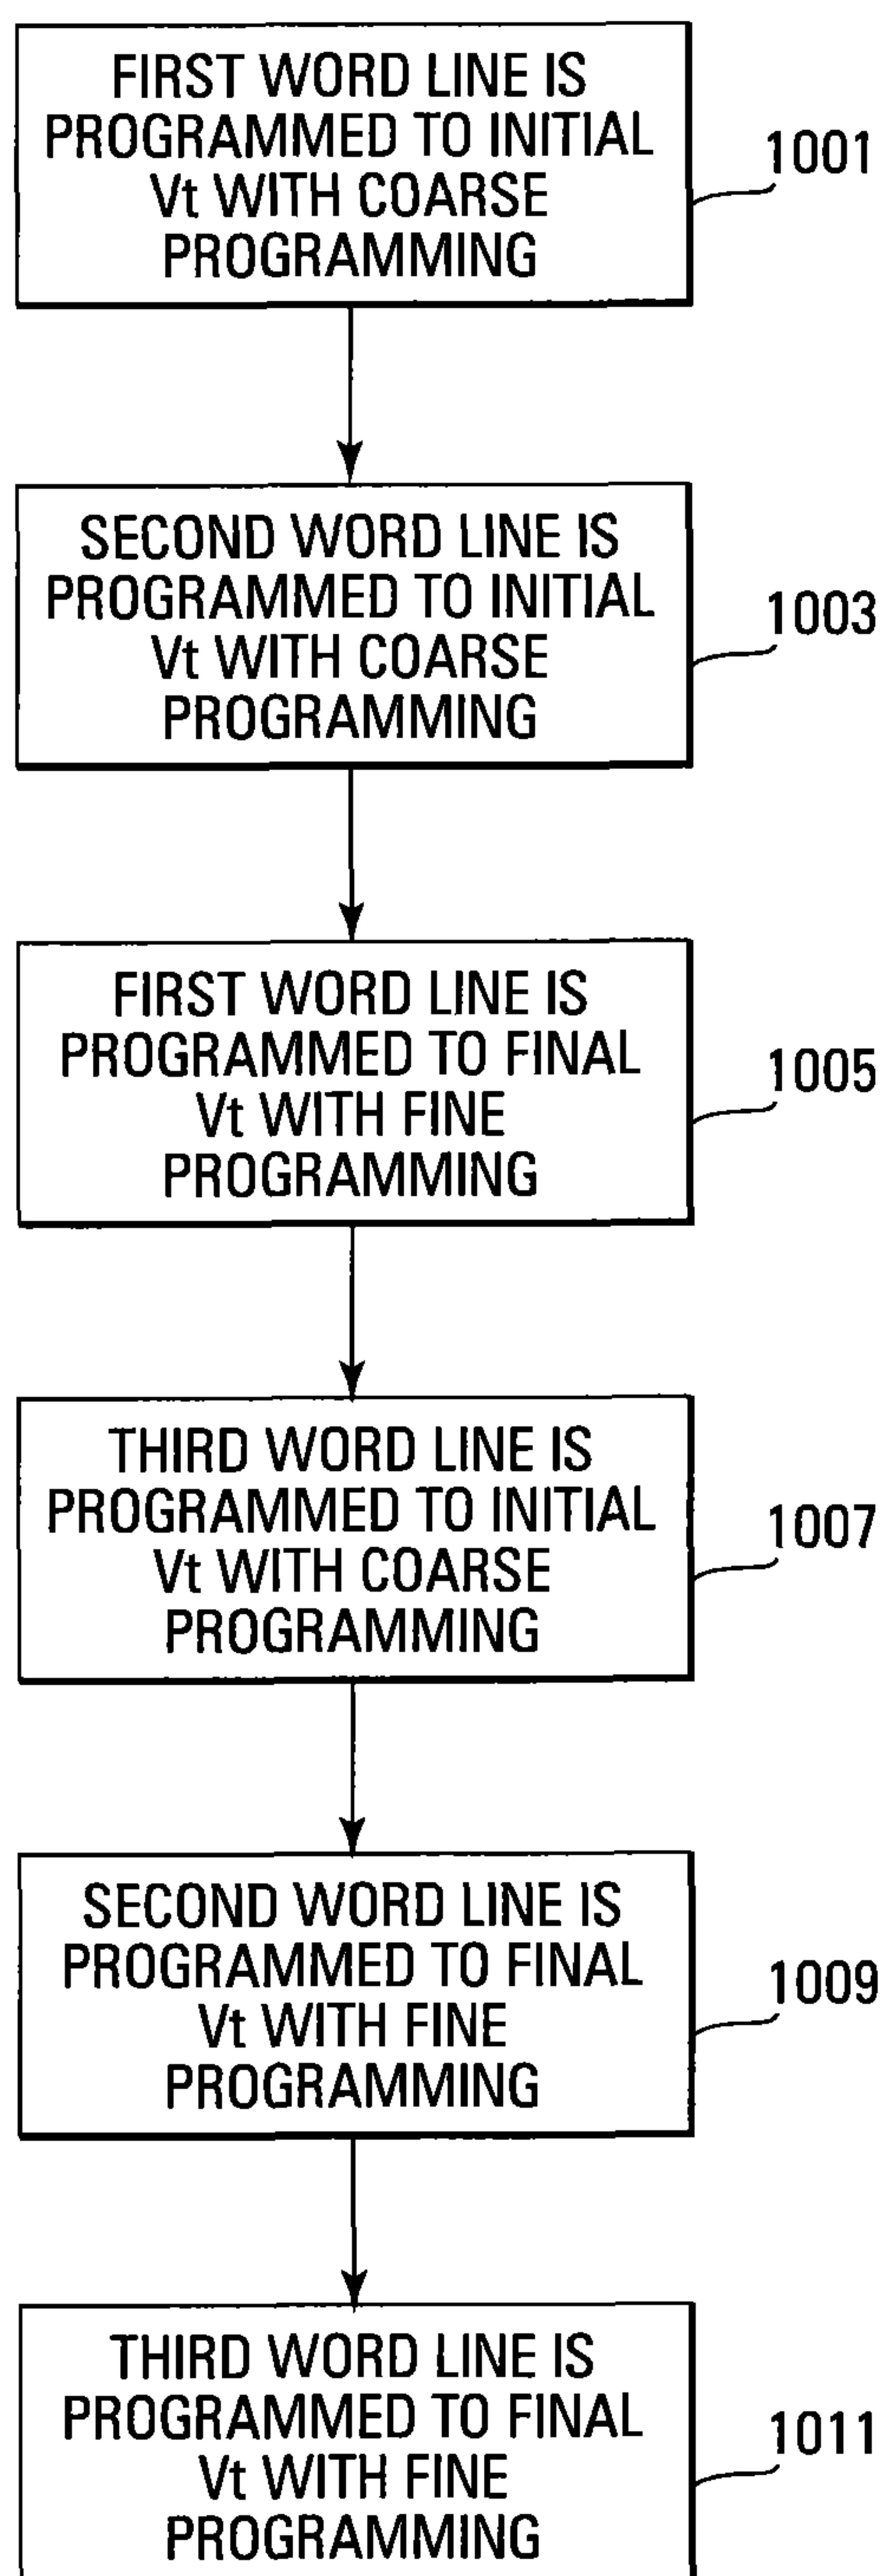 FIRST WORD LINE IS
PROGRAMMED TO INITIAL
Vt WITH COARSE
PROGRAMMING
1001
SECOND WORD LINE IS
PROGRAMMED TO INITIAL
Vt WITH COARSE
PROGRAMMING
1003
FIRST WORD LINE IS
PROGRAMMED TO FINAL
Vt WITH FINE
PROGRAMMING
1005
THIRD WORD LINE IS
PROGRAMMED TO INITIAL
Vt WITH COARSE
PROGRAMMING
1007
SECOND WORD LINE IS
PROGRAMMED TO FINAL
Vt WITH FINE
PROGRAMMING
1009
THIRD WORD LINE IS
PROGRAMMED TO FINAL
Vt WITH FINE
PROGRAMMING
1011